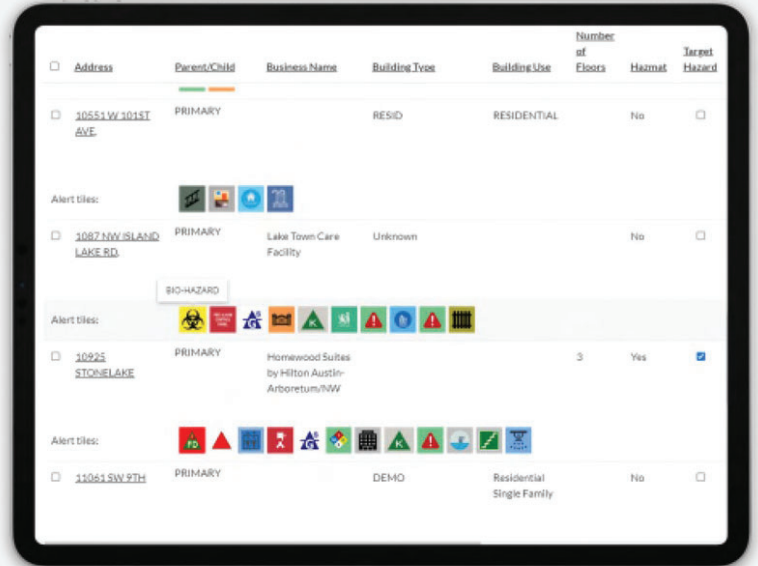 Number
of
Floors
Target
Hazard
Address
Parent/Child
Business Name
Building Type
Building Use
Hazmat
10551 W 101ST
AVE,
PRIMARY
RESID
RESIDENTIAL
No
Alert tiles:
1087 NW ISLAND
LAKE RD,
PRIMARY
Lake Town Care
Facility
Unknown
No
BIO-HAZARD
Alert tiles:
K
10925
STONELAKE
PRIMARY
Homewood Suites
by Hilton Austin-
Arboretum/NW
3
Yes
Alert tiles:
FD
K
11061 SW 9TH
PRIMARY
DEMO
Residential
Single Family
No